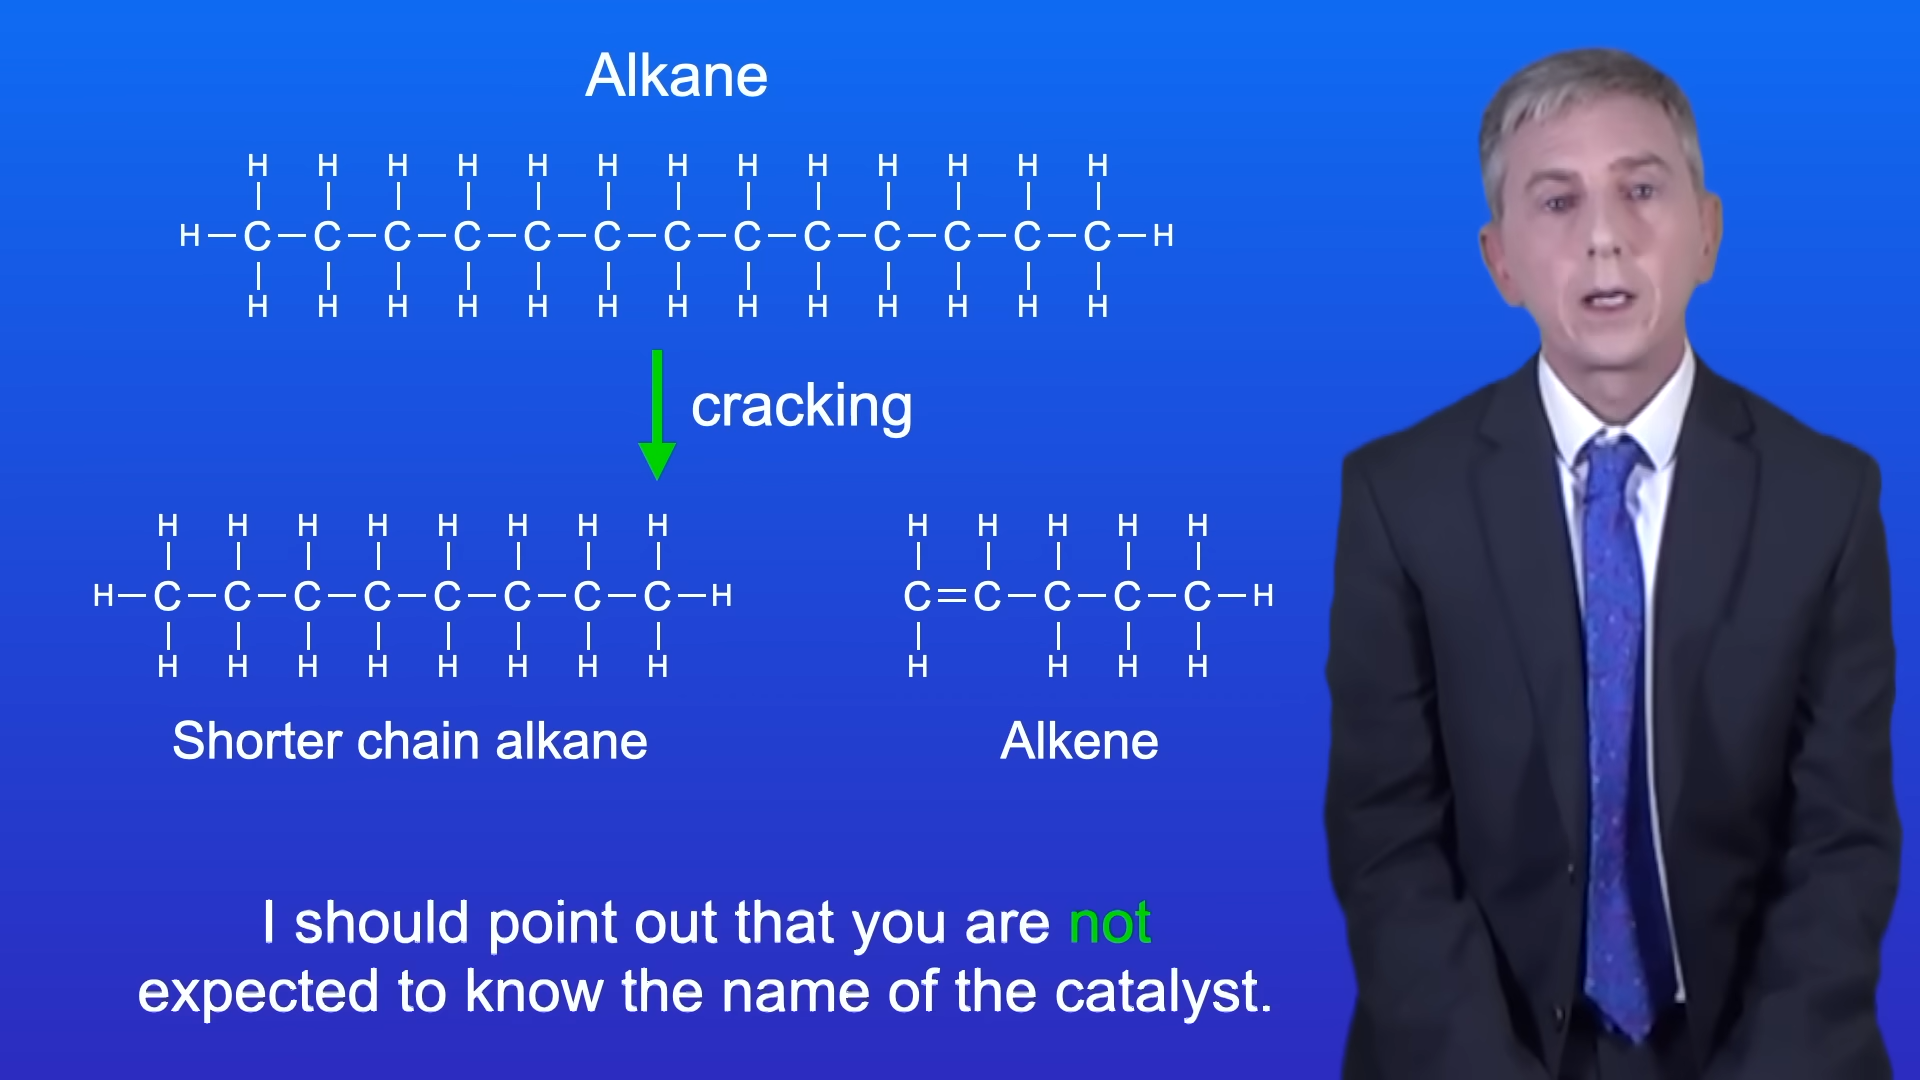 Alkane
H H H H H H H H H H H H H
H—C—C—C—C—C—C—C—C—C—C—C—C—C—H
H H H H H H H H H H H H H
cracking
H H H H H H H H
H—C—C—C—C—C—C—C—C—H
H H H H H H H H
H H H H H
C=C—C—C—C—H
H H H H
Shorter chain alkane
Alkene
I should point out that you are not
expected to know the name of the catalyst.